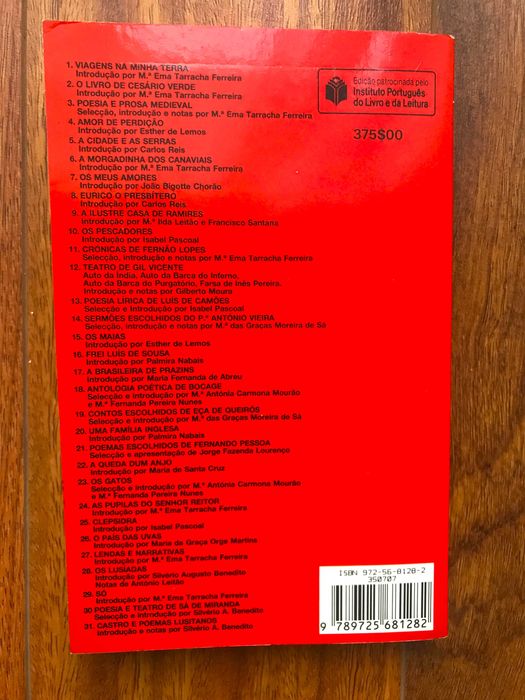 1. VIAGENS NA MINHA TERRA
Introdução por M.ª Ema Tarracha Ferreira
2. O LIVRO DE CESÁRIO VERDE
Introdução por M.ª Ema Tarracha Ferreira
3. POESIA E PROSA MEDIEVAL
Selecção, introdução e notas por M.ª Ema Tarracha Ferreira
4. AMOR DE PERDIÇÃO
Introdução por Esther de Lemos
5. A CIDADE E AS SERRAS
Introdução por Carlos Reis
6. A MORGADINHA DOS CANAVIAIS
Introdução por M.ª Ema Tarracha Ferreira
7. OS MEUS AMORES
Introdução por João Bigotte Chorão
8. EURICO O PRESBÍTERO
Introdução por Carlos Reis
9. A ILUSTRE CASA DE RAMIRES
Introdução por M.ª Ilda Leitão e Francisco Santana
10. OS PESCADORES
Introdução por Isabel Pascoal
11. CRÓNICAS DE FERNÃO LOPES
Selecção, introdução e notas por M.ª Ema Tarracha Ferreira
12. TEATRO DE GIL VICENTE
Auto da Índia, Auto da Barca do Inferno,
Auto da Barca do Purgatório, Farsa de Inês Pereira.
Introdução e notas por Gilberto Moura
13. POESIA LÍRICA DE LUÍS DE CAMÕES
Selecção e Introdução por Isabel Pascoal
14. SERMÕES ESCOLHIDOS DO P.e ANTÓNIO VIEIRA
Selecção, introdução e notas por M.ª das Graças Moreira de Sá
15. OS MAIAS
Introdução por Esther de Lemos
16. FREI LUÍS DE SOUSA
Introdução por Palmira Nabais
17. A BRASILEIRA DE PRAZINS
Introdução por Maria Fernanda de Abreu
18. ANTOLOGIA POÉTICA DE BOCAGE
Selecção e introdução por M.ª Antónia Carmona Mourão
e M.ª Fernanda Pereira Nunes
19. CONTOS ESCOLHIDOS DE EÇA DE QUEIRÓS
Selecção e introdução por M.ª das Graças Moreira de Sá
20. UMA FAMÍLIA INGLESA
Introdução por Palmira Nabais
21. POEMAS ESCOLHIDOS DE FERNANDO PESSOA
Selecção e apresentação de Jorge Fazenda Lourenço
22. A QUEDA DUM ANJO
Introdução por Maria de Santa Cruz
23. OS GATOS
Selecção e introdução por M.ª Antónia Carmona Mourão
e M.ª Fernanda Pereira Nunes
24. AS PUPILAS DO SENHOR REITOR
Introdução por M.ª Ema Tarracha Ferreira
25. CLEPSIDRA
Introdução por Isabel Pascoal
26. O PAÍS DAS UVAS
Introdução por Maria da Graça Orge Martins
27. LENDAS E NARRATIVAS
Introdução por M.ª Ema Tarracha Ferreira
28. OS LUSÍADAS
Introdução por Silvério Augusto Benedito
Notas de António Leitão
29. SÓ
Introdução por M.ª Ema Tarracha Ferreira
30 POESIA E TEATRO DE SÁ DE MIRANDA
Selecção e introdução por Silvério A. Benedito
31. CASTRO E POEMAS LUSITANOS
Introdução e notas por Silvério A. Benedito
Edição patrocinada pelo
Instituto Português
do Livro e da Leitura
375$00
ISBN 972-56-8128-2
350707
9 789725 681282